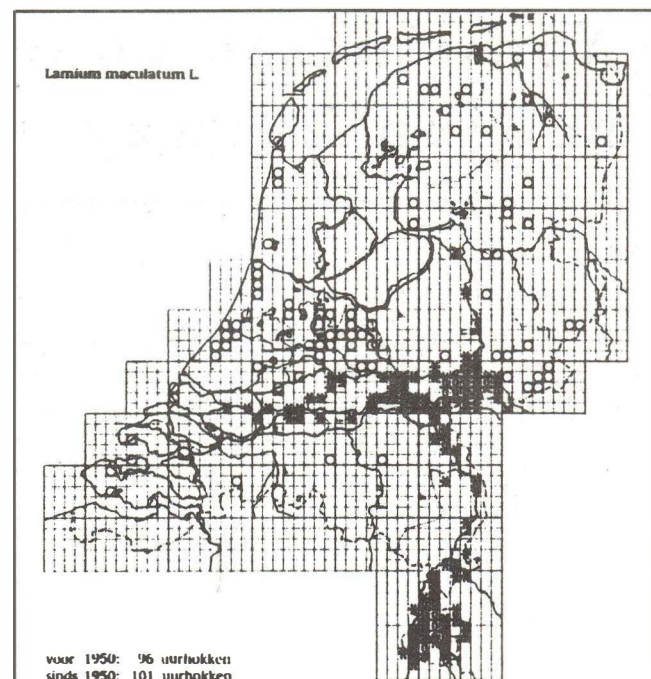 Lamium maculatum L.
voor 1950: 96 uurhokken
sinds 1950: 101 uurhokken